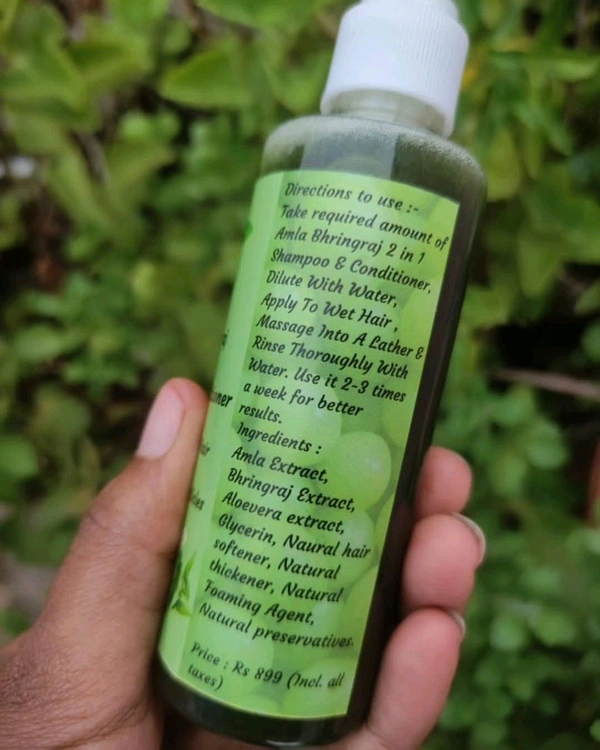 Directions to use :-
Take required amount of
Amla Bhringraj 2 in 1
Shampoo & Conditioner,
Dilute With Water,
Apply To Wet Hair ,
Massage Into A Lather &
Rinse Thoroughly With
Water. Use it 2-3 times
a week for better
results.
Ingredients :
Amla Extract,
Bhringraj Extract,
Aloevera extract,
Glycerin, Naural hair
softener, Natural
thickener, Natural
Foaming Agent,
Natural preservatives.
Price : Rs 899 (Incl. all
taxes)